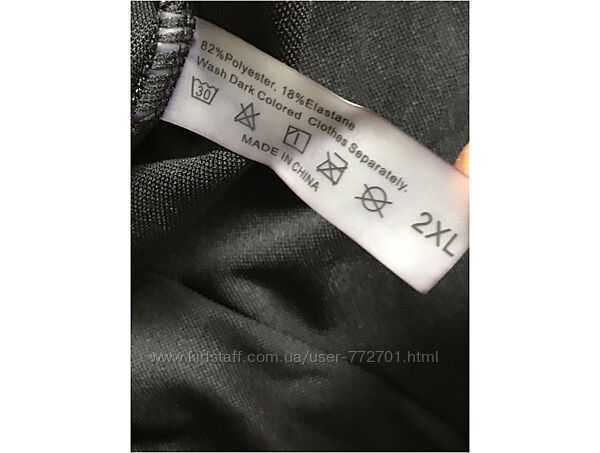 82%Polyester, 18%Elastane
Wash Dark Colored Clothes Separately.
30
MADE IN CHINA
2XL
www.kidstaff.com.ua/user-772701.html